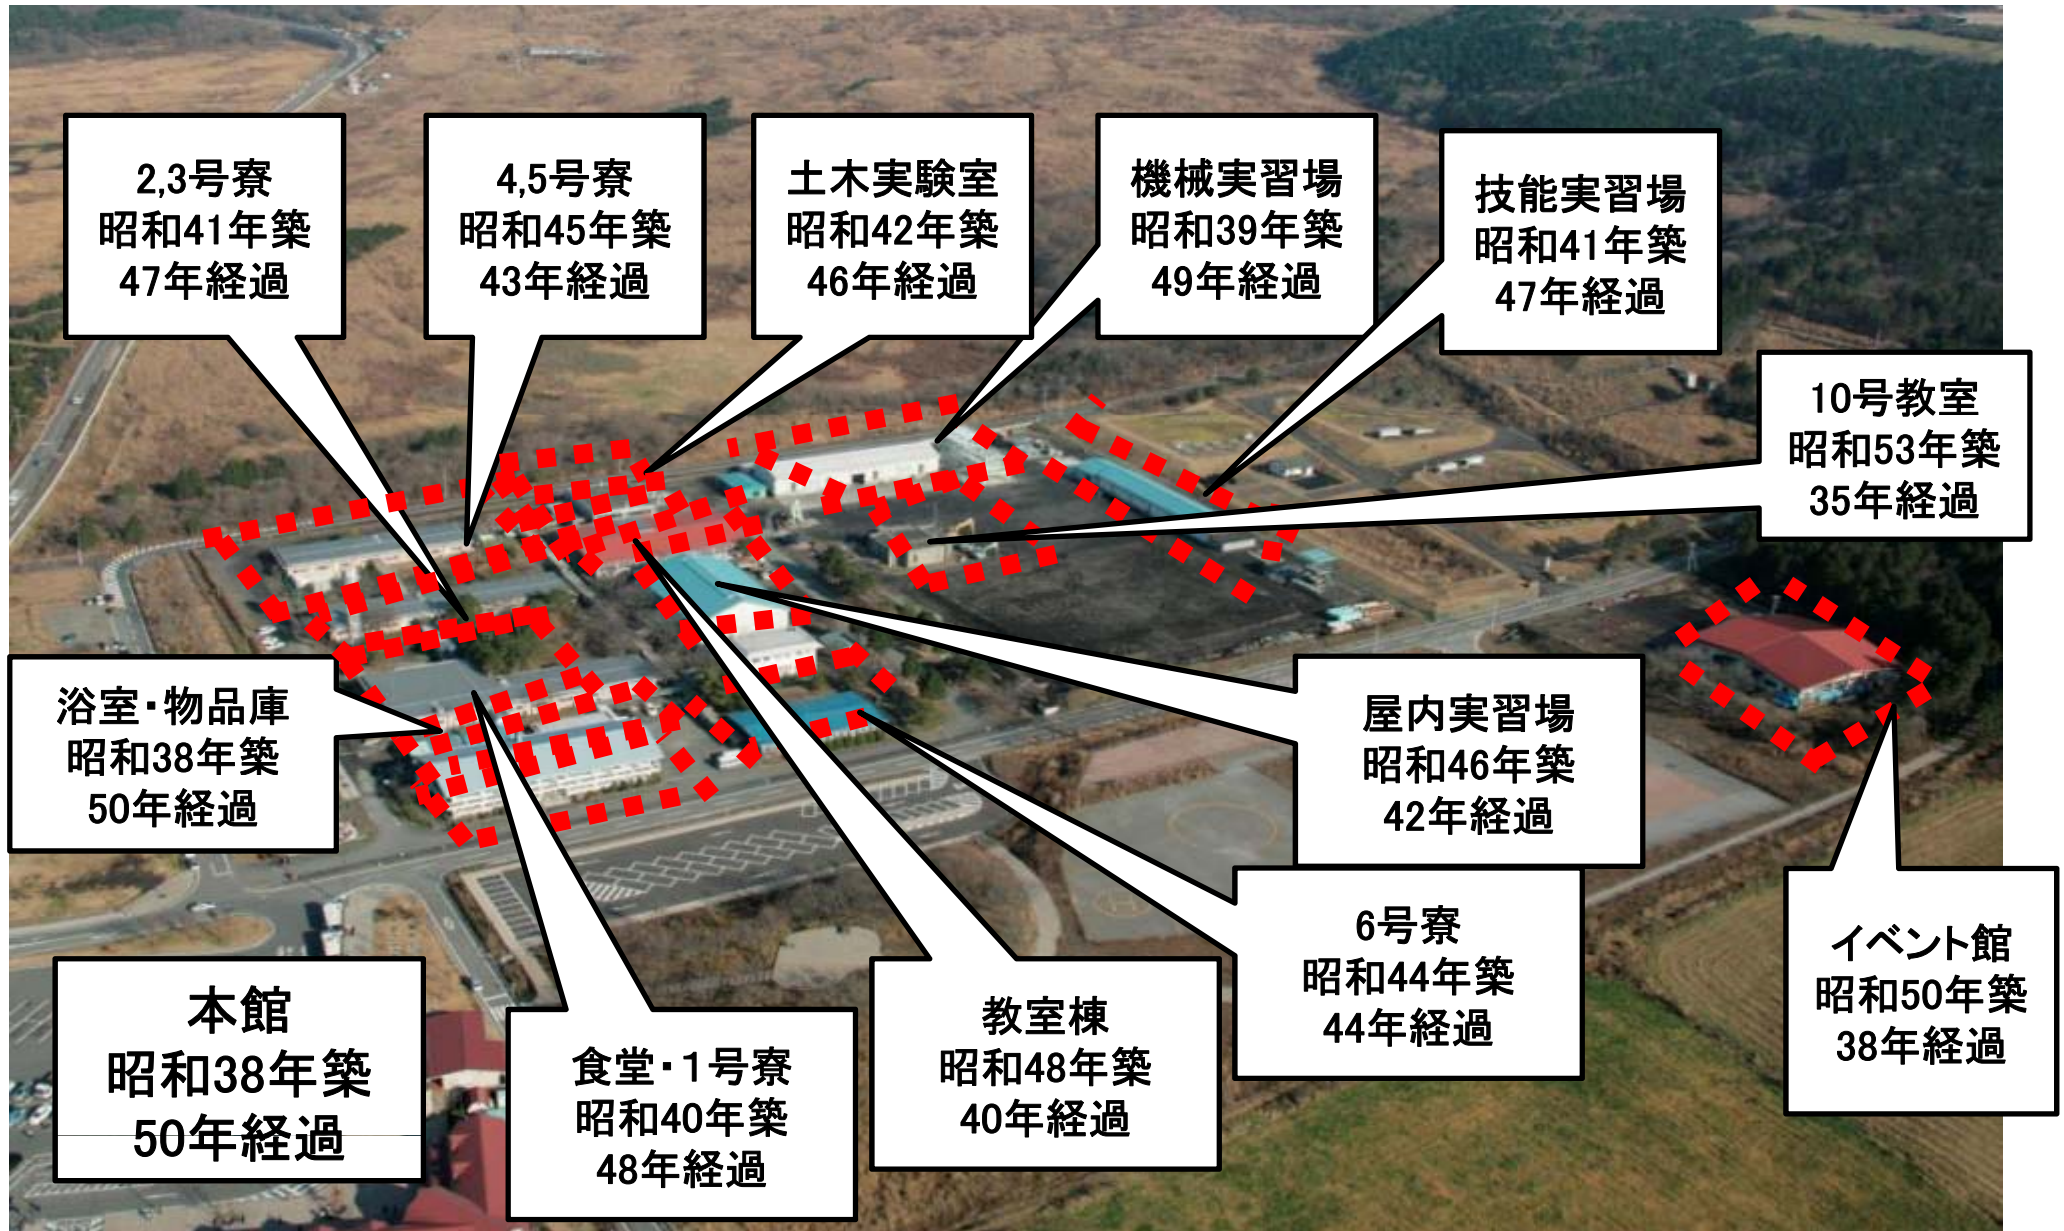 2,3号寮
昭和41年築
47年経過
4,5号寮
昭和45年築
43年経過
土木実験室
昭和42年築
46年経過
機械実習場
昭和39年築
49年経過
技能実習場
昭和41年築
47年経過
10号教室
昭和53年築
35年経過
浴室・物品庫
昭和38年築
50年経過
屋内実習場
昭和46年築
42年経過
6号寮
昭和44年築
44年経過
イベント館
昭和50年築
38年経過
本館
昭和38年築
50年経過
食堂・１号寮
昭和40年築
48年経過
教室棟
昭和48年築
40年経過